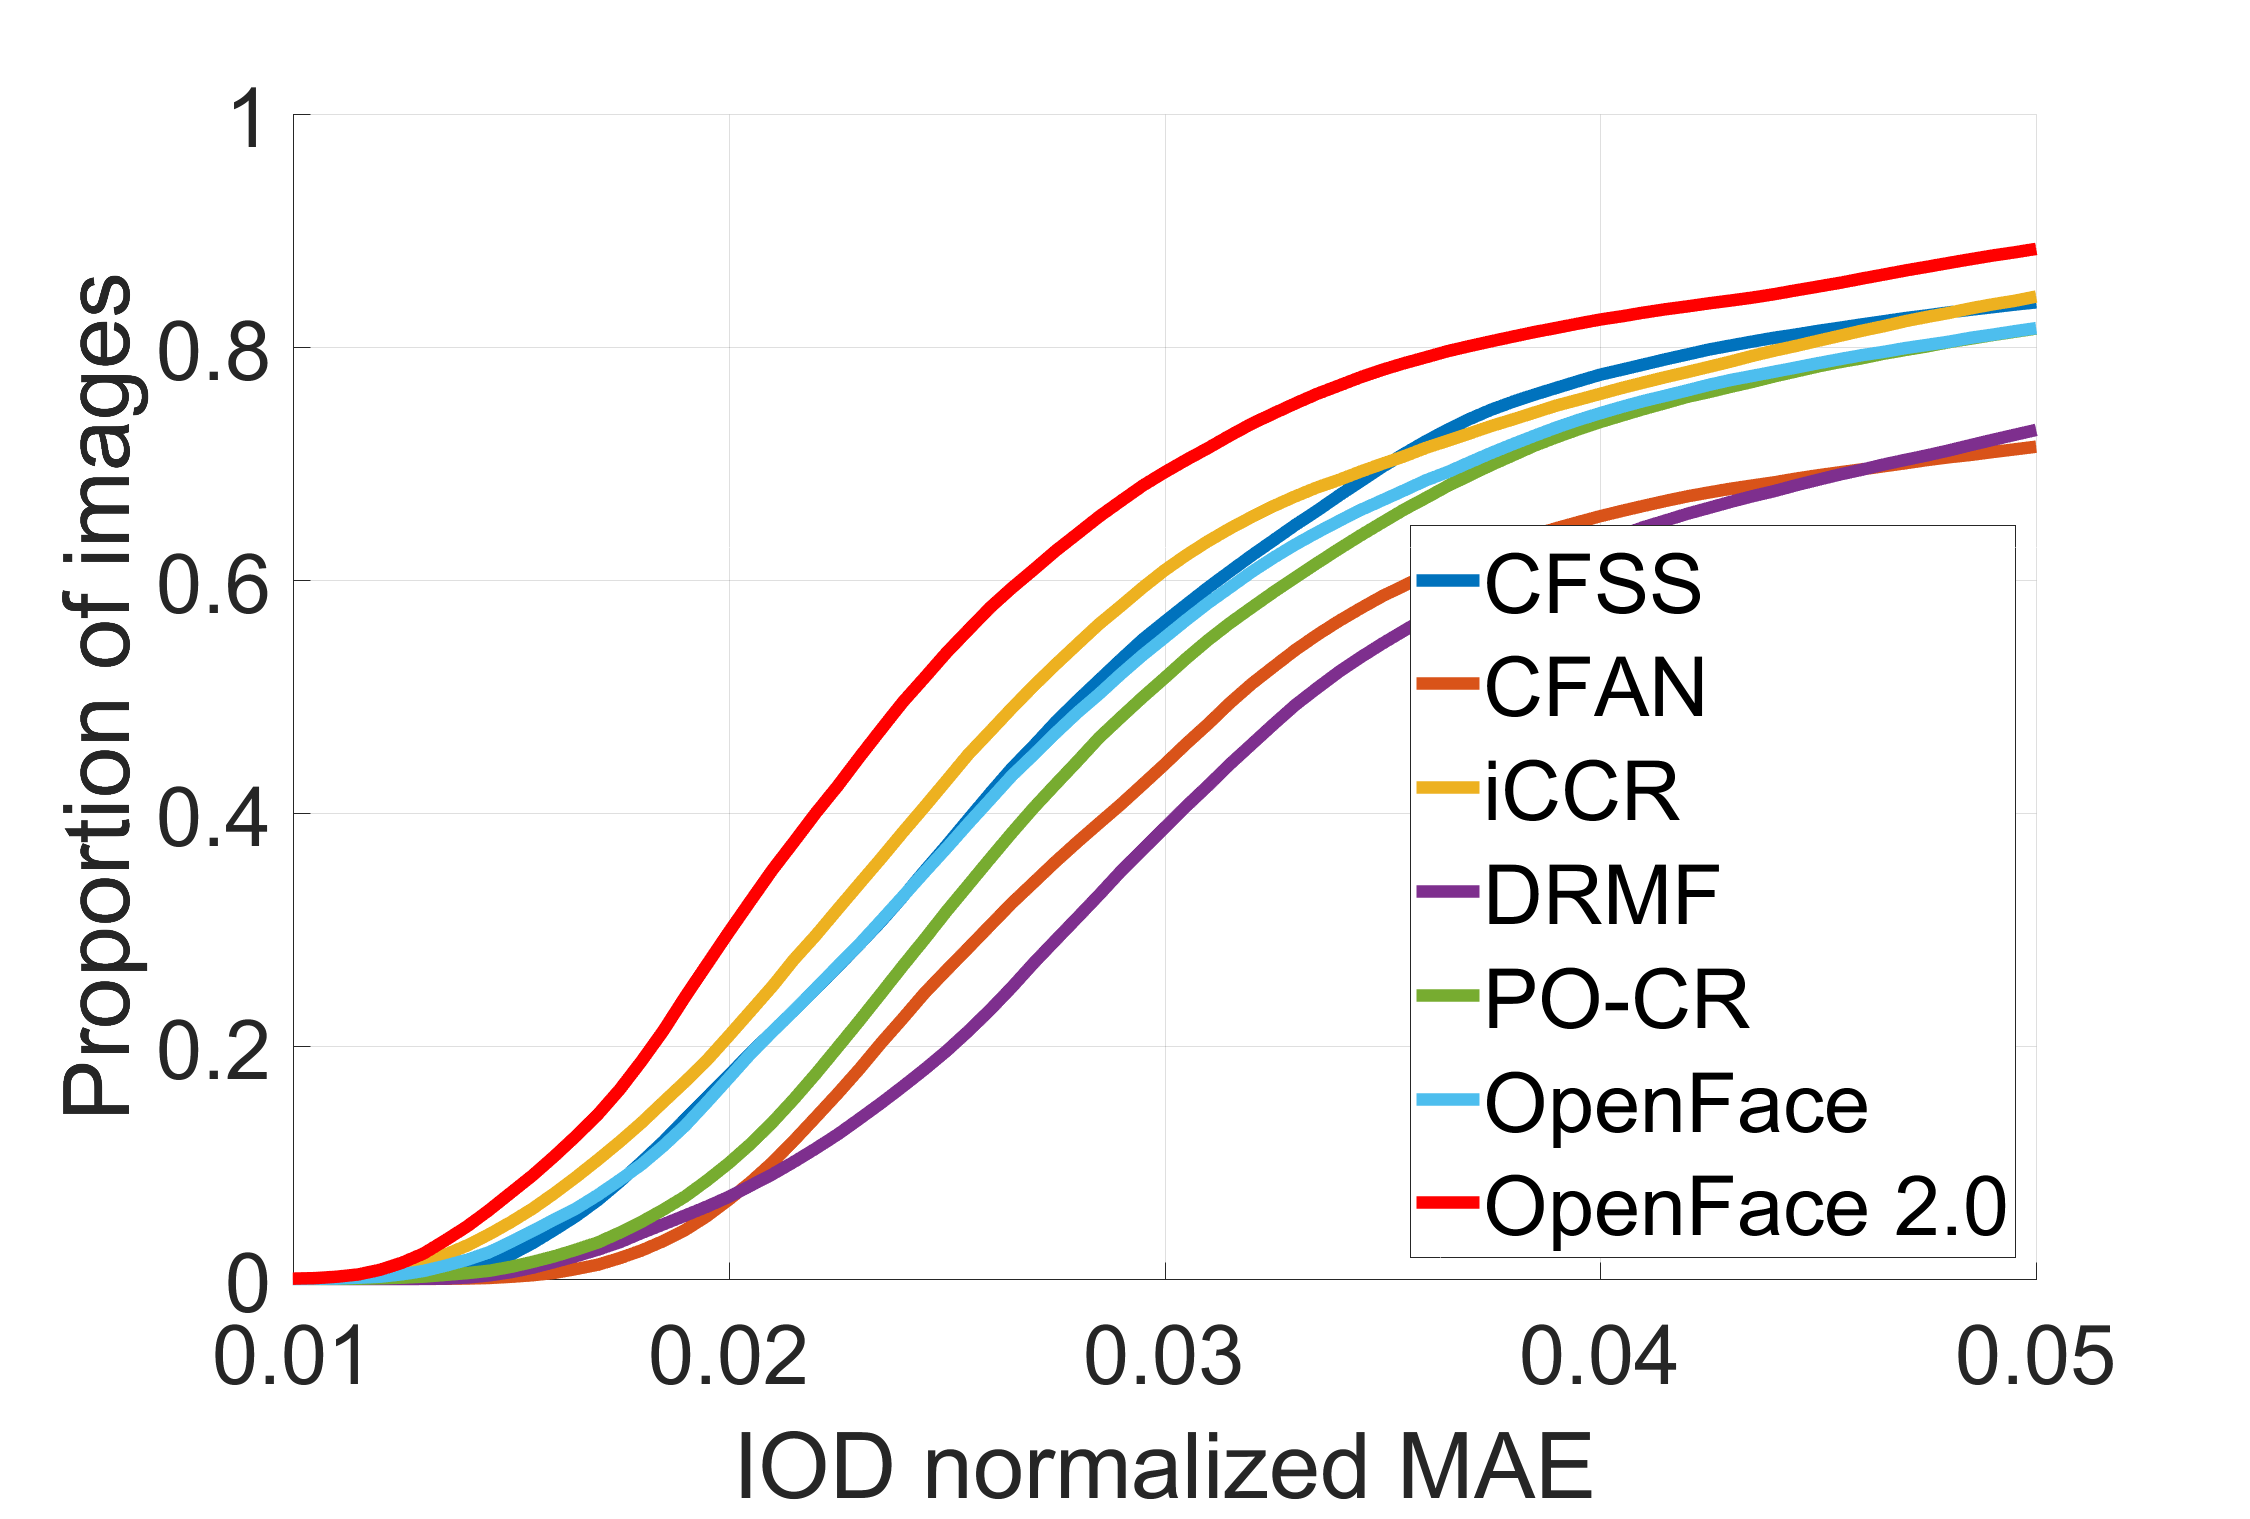 1
0.8
0.6
0.4
0.2
0
Proportion of images
0.01 0.02 0.03 0.04 0.05
IOD normalized MAE
CFSS
CFAN
iCCR
DRMF
PO-CR
OpenFace
OpenFace 2.0